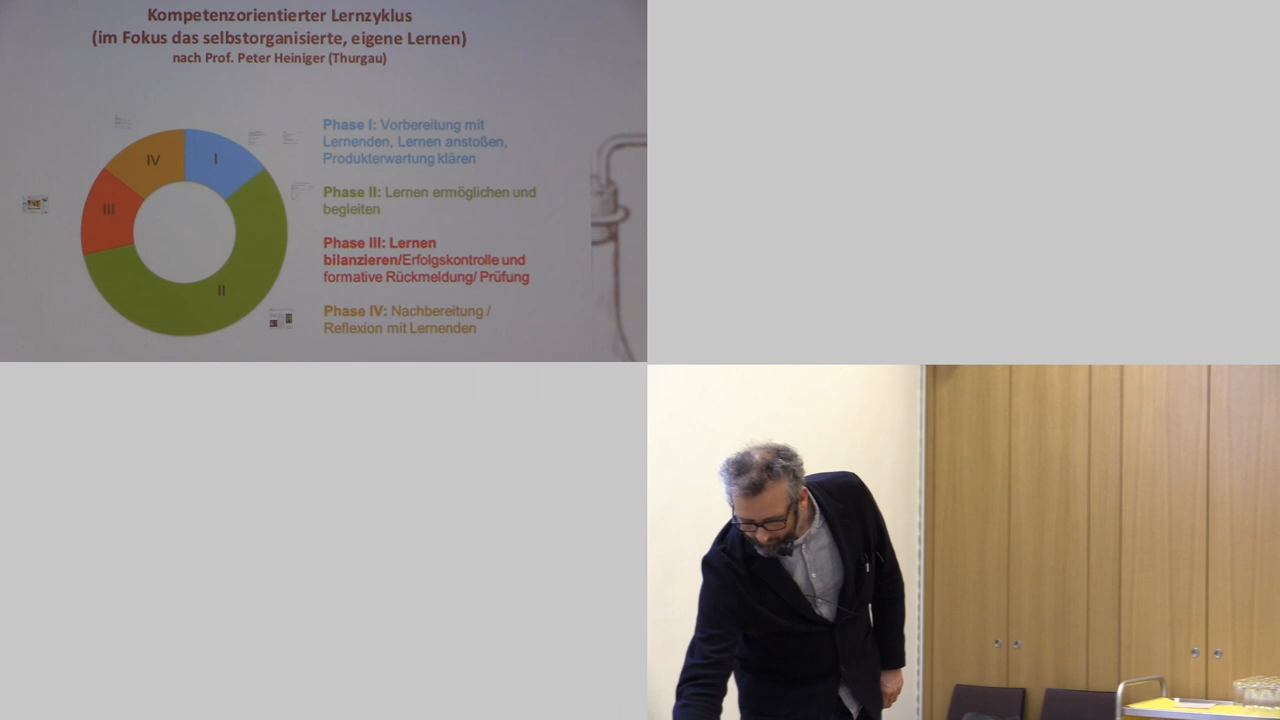 Kompetenzorientierter Lernzyklus
(im Fokus das selbstorganisierte, eigene Lernen)
nach Prof. Peter Heiniger (Thurgau)
I
II
III
IV
Phase I: Vorbereitung mit
Lernenden, Lernen anstoßen,
Produkterwartung klären
Phase II: Lernen ermöglichen und
begleiten
Phase III: Lernen
bilanzieren/Erfolgskontrolle und
formative Rückmeldung/ Prüfung
Phase IV: Nachbereitung /
Reflexion mit Lernenden